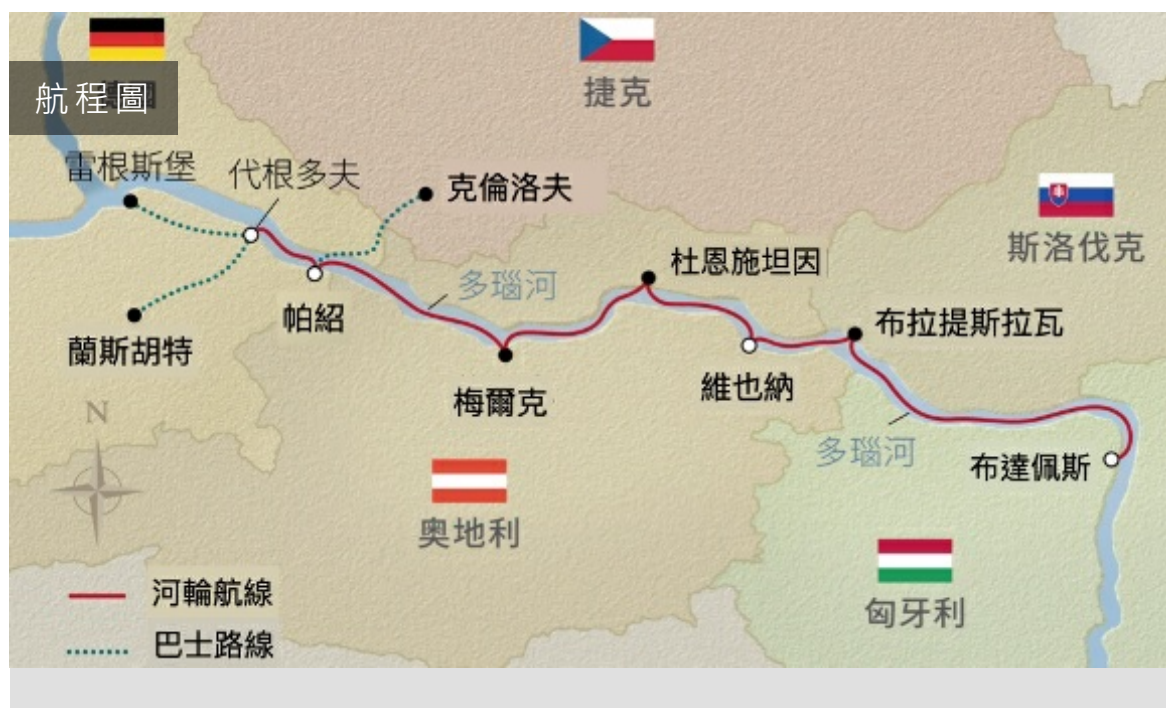 航程圖
捷克
雷根斯堡
代根多夫
克倫洛夫
斯洛伐克
杜恩施坦因
多瑙河
帕紹
布拉提斯拉瓦
蘭斯胡特
維也納
梅爾克
N
多瑙河
布達佩斯
奧地利
河輪航線
匈牙利
巴士路線